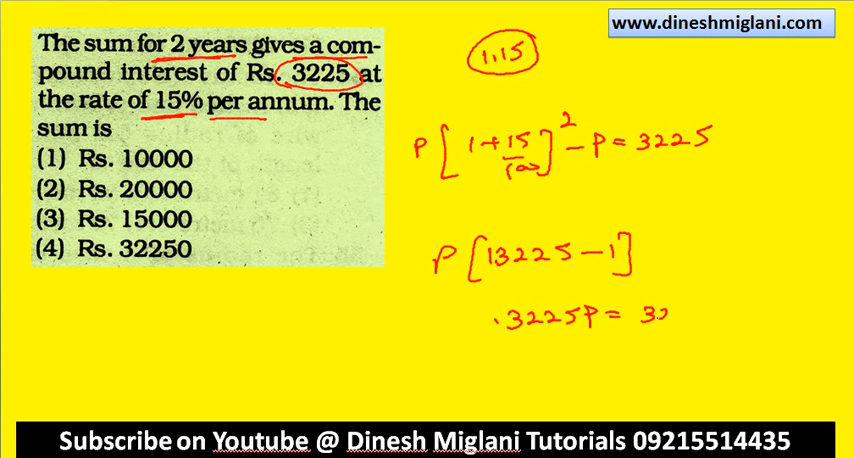 www.dineshmiglani.com
The sum for 2 years gives a com-
pound interest of Rs. 3225 at
the rate of 15% per annum. The
sum is
(1) Rs. 10000
(2) Rs. 20000
(3) Rs. 15000
(4) Rs. 32250
1.15
P[1+15/100]² - P = 3225
P[13225-1]
.3225P = 32
Subscribe on Youtube @ Dinesh Miglani Tutorials 09215514435